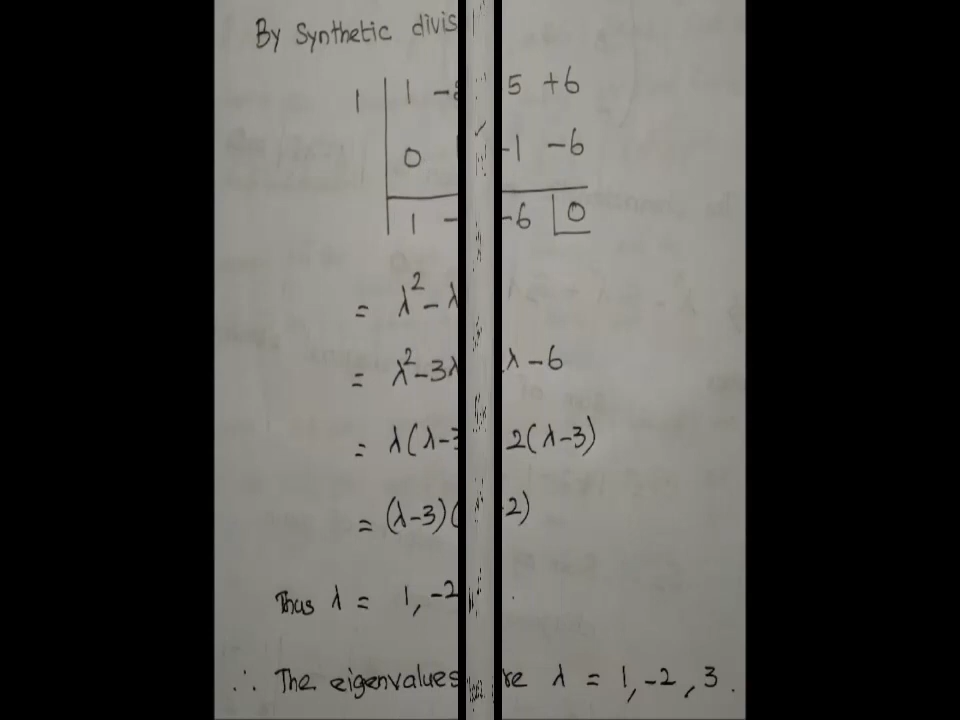 By Synthetic divis
1 | 1 - 5 +6
0 -1 -6
1 - -6 | 0
= λ² - λ
= λ² - 3λ λ - 6
= λ(λ-3 2(λ-3)
= (λ-3)( -2)
Thus λ = 1, -2
∴ The eigenvalues re λ = 1, -2, 3.